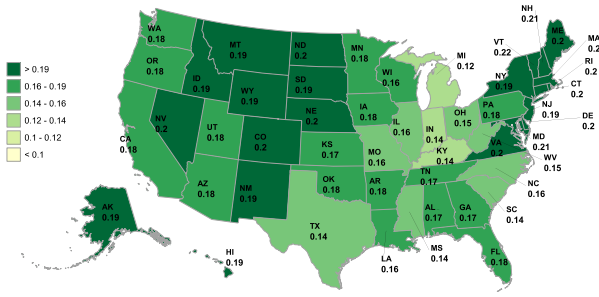 > 0.19
0.16 - 0.19
0.14 - 0.16
0.12 - 0.14
0.1 - 0.12
< 0.1
WA
0.18
OR
0.18
CA
0.18
NV
0.2
ID
0.19
MT
0.19
WY
0.19
UT
0.18
AZ
0.18
CO
0.2
NM
0.19
ND
0.2
SD
0.19
NE
0.2
KS
0.17
OK
0.18
TX
0.14
MN
0.18
IA
0.18
MO
0.16
AR
0.18
LA
0.16
WI
0.16
IL
0.16
MI
0.12
IN
0.14
OH
0.15
KY
0.14
TN
0.17
MS
0.14
AL
0.17
GA
0.17
FL
0.18
SC
0.14
NC
0.16
VA
0.2
WV
0.15
MD
0.21
DE
0.2
PA
0.18
NJ
0.19
NY
0.19
CT
0.2
RI
0.2
MA
VT
0.22
NH
0.21
ME
0.2
AK
0.19
HI
0.19